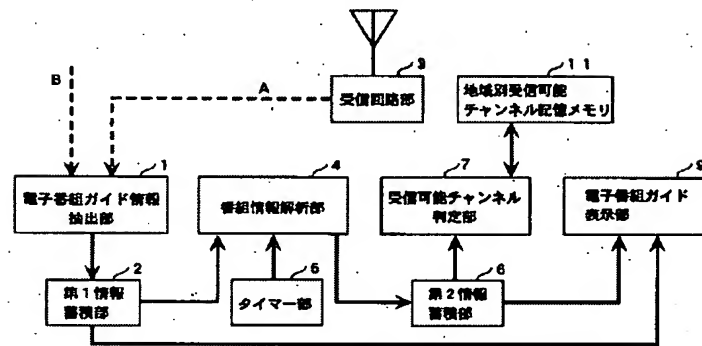 3
受信回路部
11
地域別受信可能
チャンネル記憶メモリ
B
A
1
電子番組ガイド情報
抽出部
4
番組情報解析部
7
受信可能チャンネル
判定部
9
電子番組ガイド
表示部
2
第1情報
蓄積部
5
タイマー部
6
第2情報
蓄積部